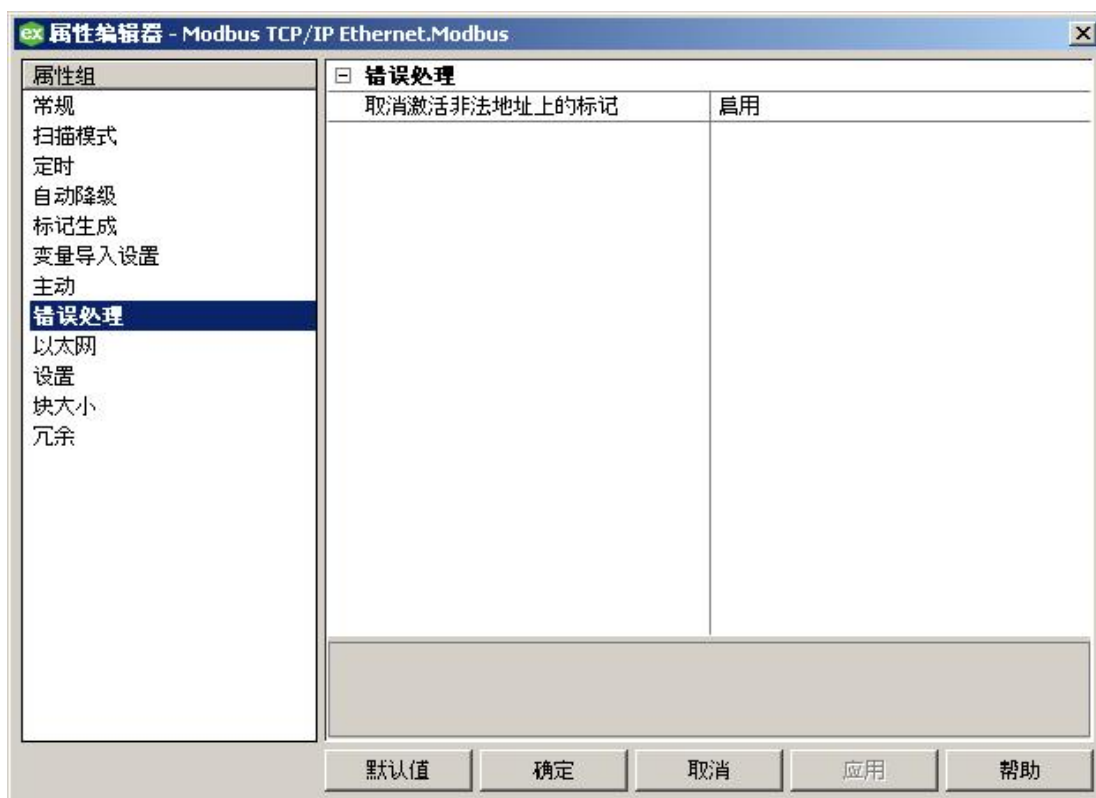 ex 属性编辑器 - Modbus TCP/IP Ethernet.Modbus
属性组
常规
扫描模式
定时
自动降级
标记生成
变量导入设置
主动
错误处理
以太网
设置
块大小
冗余
错误处理
取消激活非法地址上的标记 启用
默认值 确定 取消 应用 帮助